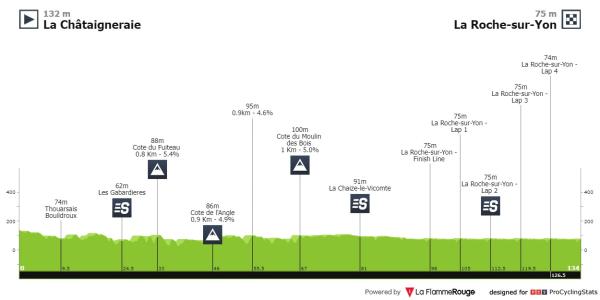 132 m
La Châtaigneraie
75 m
La Roche-sur-Yon
74m
Thouarsais
Bouildroux
62m
Les Gabardieres
88m
Cote du Fuiteau
0.8 Km - 5.4%
86m
Cote de l'Angle
0.9 Km - 4.9%
95m
0.9km - 4.6%
100m
Cote du Moulin
des Bois
1 Km - 5.0%
91m
La Chaize-le-Vicomte
75m
La Roche-sur-Yon -
Finish Line
75m
La Roche-sur-Yon -
Lap 1
75m
La Roche-sur-Yon -
Lap 2
75m
La Roche-sur-Yon -
Lap 3
74m
La Roche-sur-Yon -
Lap 4
400
200
0
400
200
0
0
9.5
24.5
33
46
55.5
67
81
98
105
112.5
119.5
126.5
134
Powered by La FlammeRouge
designed for PCS ProCyclingStats